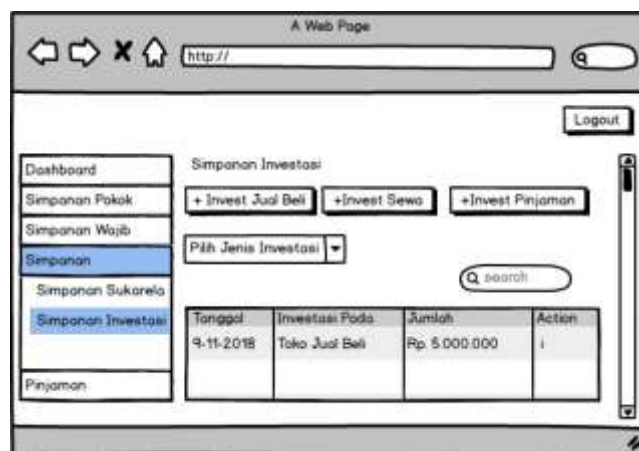 A Web Page
http://
Logout
Dashboard
Simpanan Pokok
Simpanan Wajib
Simpanan
Simpanan Sukarela
Simpanan Investasi
Pinjaman
Simpanan Investasi
+ Invest Jual Beli
+Invest Sewa
+Invest Pinjaman
Pilih Jenis Investasi
search
Tanggal Investasi Pada Jumlah Action
9-11-2018 Toko Jual Beli Rp. 5.000.000 i